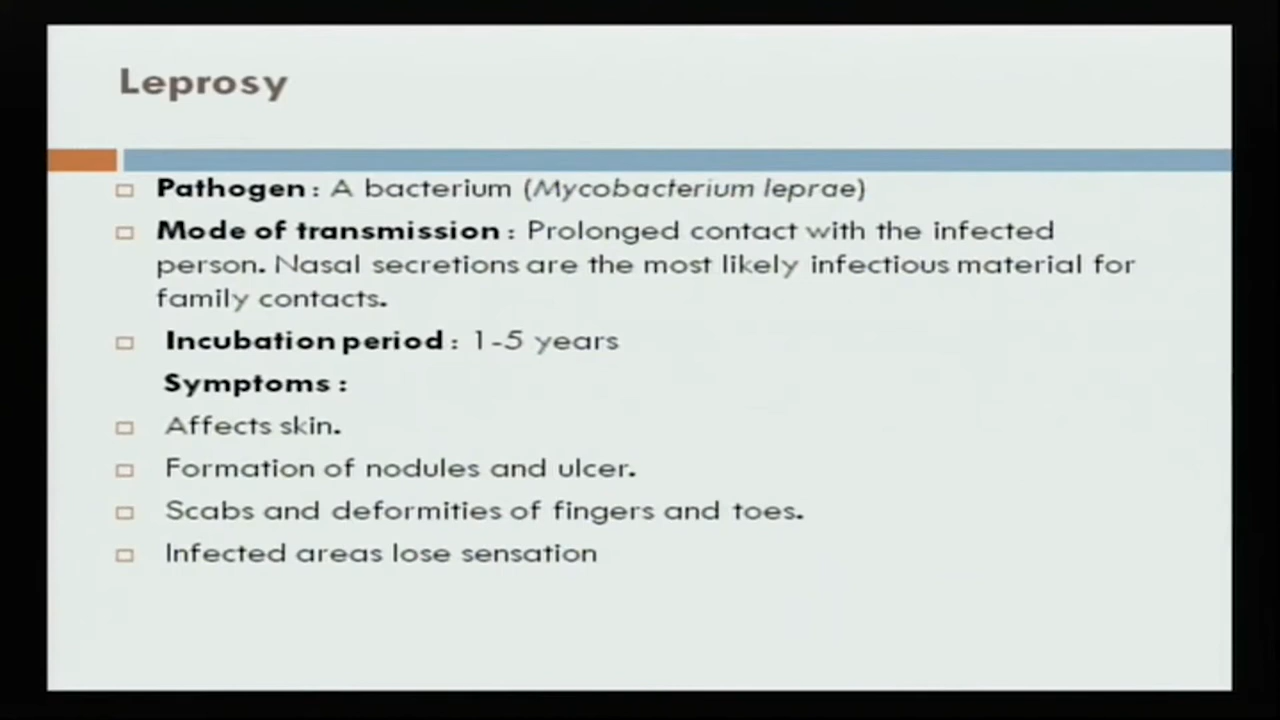 Leprosy
Pathogen : A bacterium (Mycobacterium leprae)
Mode of transmission : Prolonged contact with the infected
person. Nasal secretions are the most likely infectious material for
family contacts.
Incubation period : 1-5 years
Symptoms :
Affects skin.
Formation of nodules and ulcer.
Scabs and deformities of fingers and toes.
Infected areas lose sensation